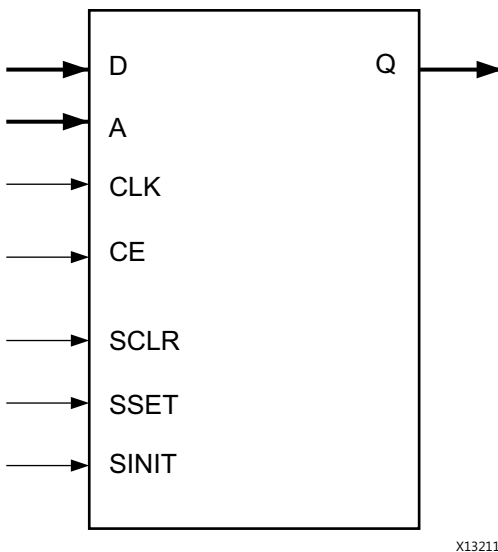 D Q
A
CLK
CE
SCLR
SSET
SINIT
X13211